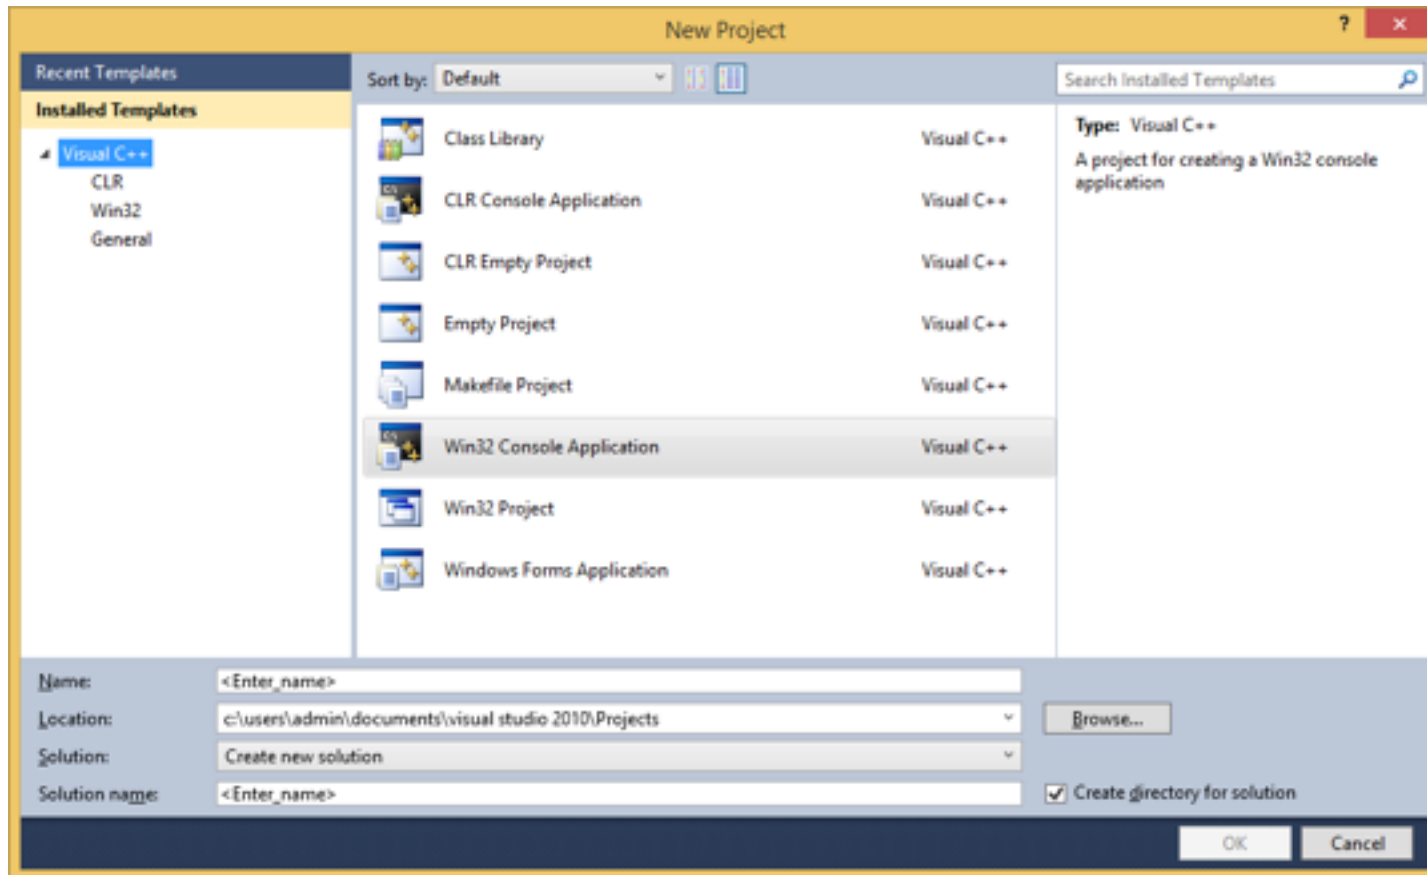 New Project
?
×
Recent Templates
Installed Templates
Visual C++
CLR
Win32
General
Sort by: Default
Search Installed Templates
Class Library Visual C++
CLR Console Application Visual C++
CLR Empty Project Visual C++
Empty Project Visual C++
Makefile Project Visual C++
Win32 Console Application Visual C++
Win32 Project Visual C++
Windows Forms Application Visual C++
Type: Visual C++
A project for creating a Win32 console
application
Name: <Enter_name>
Location: c:\users\admin\documents\visual studio 2010\Projects Browse...
Solution: Create new solution
Solution name: <Enter_name> Create directory for solution
OK Cancel